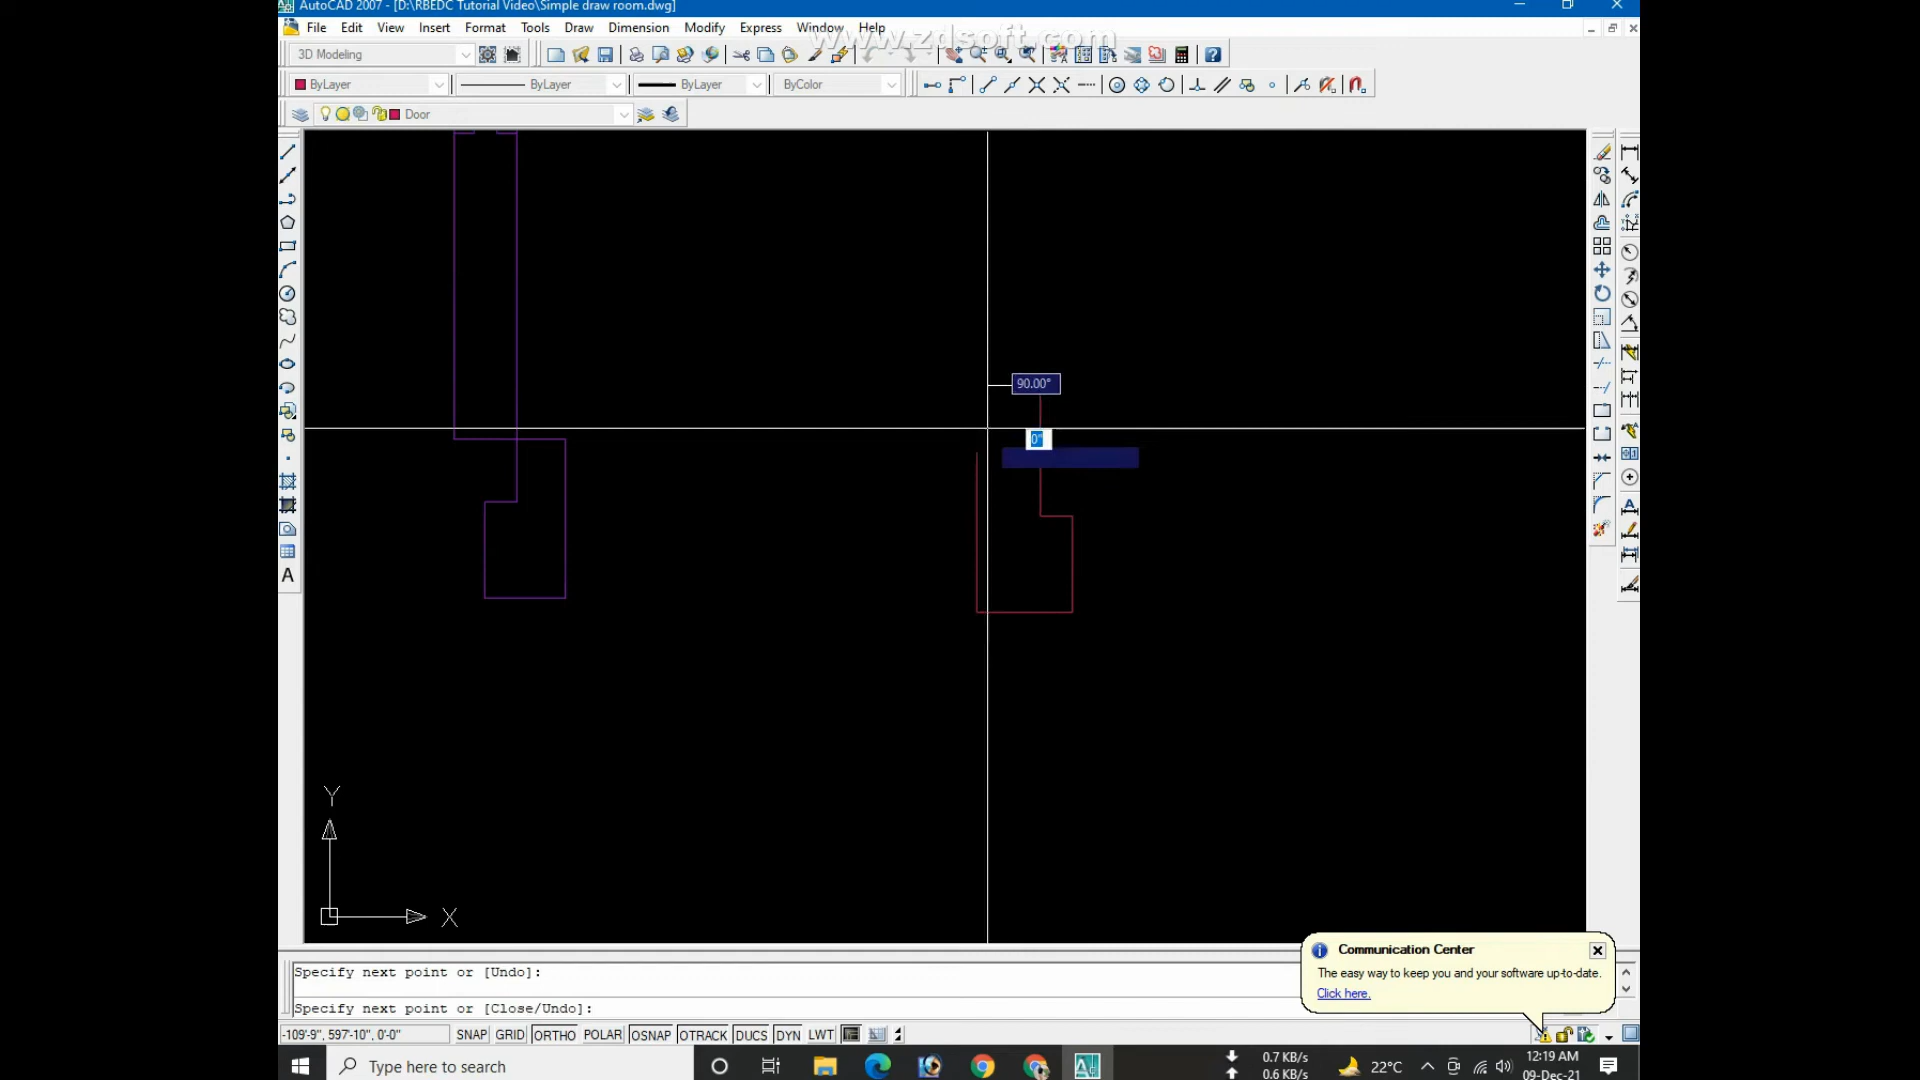 AutoCAD 2007 - [D:\RBEDC Tutorial Video\Simple draw room.dwg]
File Edit View Insert Format Tools Draw Dimension Modify Express Window Help
www.zdsoft.com
3D Modeling
ByLayer ByLayer ByLayer ByColor
Door
90.00°
0"
A
Y
X
Communication Center
The easy way to keep you and your software up-to-date.
Click here.
Specify next point or [Undo]:
Specify next point or [Close/Undo]:
-109'-9", 597'-10", 0'-0" SNAP GRID ORTHO POLAR OSNAP OTRACK DUCS DYN LWT
Type here to search
0.7 KB/s
0.6 KB/s
22°C
12:19 AM
09-Dec-21